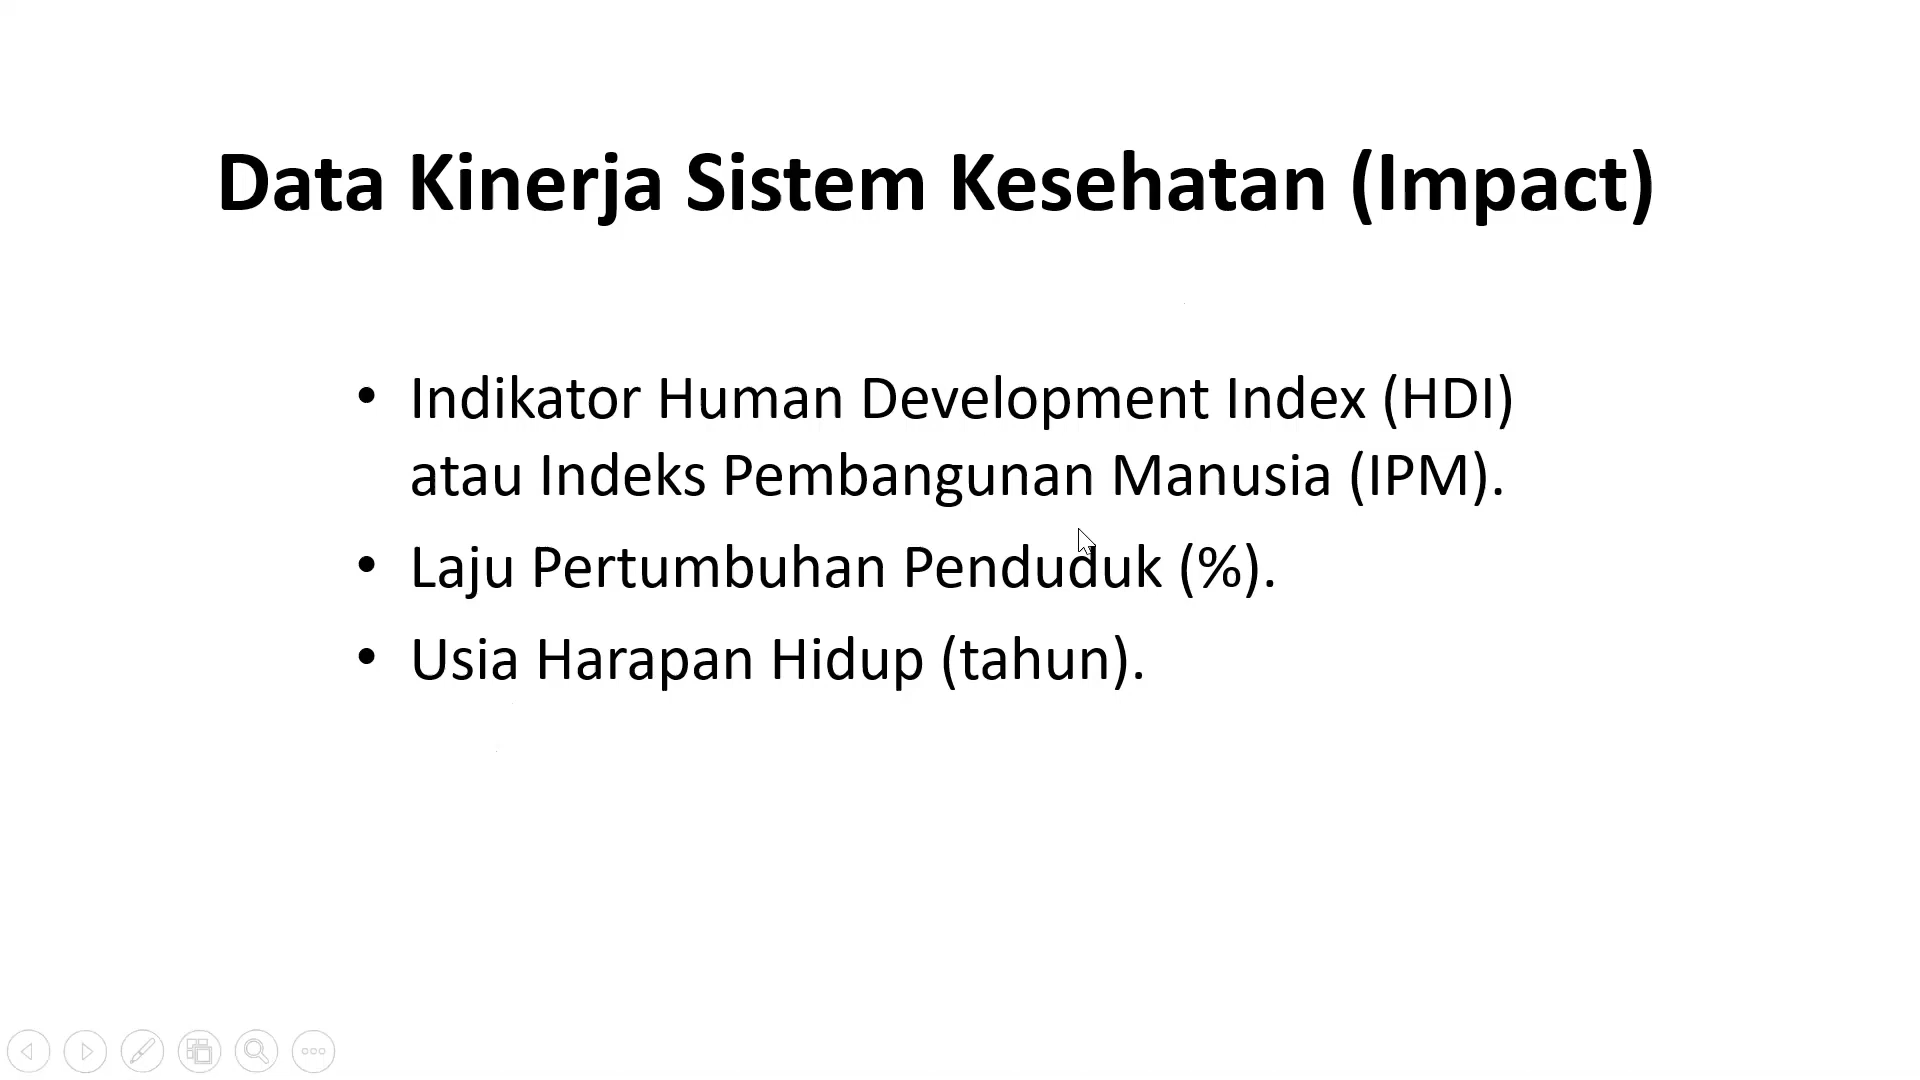 Data Kinerja Sistem Kesehatan (Impact)
• Indikator Human Development Index (HDI)
atau Indeks Pembangunan Manusia (IPM).
• Laju Pertumbuhan Penduduk (%).
• Usia Harapan Hidup (tahun).